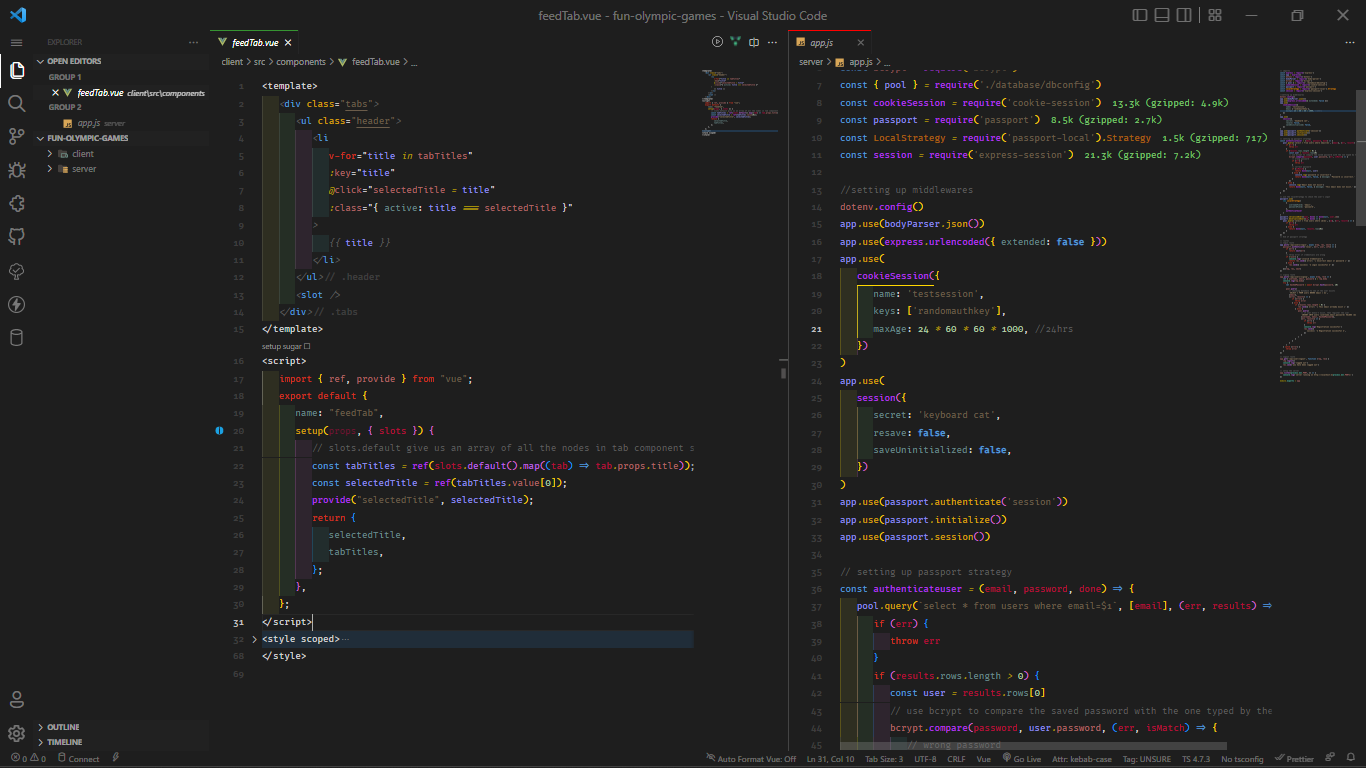 feedTab.vue - fun-olympic-games - Visual Studio Code
EXPLORER
OPEN EDITORS
GROUP 1
feedTab.vue client\src\components
GROUP 2
app.js server
FUN-OLYMPIC-GAMES
client
server
OUTLINE
TIMELINE
feedTab.vue
client > src > components > feedTab.vue > ...
1 <template>
2 <div class="tabs">
3 <ul class="header">
4 <li
5 v-for="title in tabTitles"
6 :key="title"
7 @click="selectedTitle = title"
8 :class="{ active: title === selectedTitle }"
9 >
10 {{ title }}
11 </li>
12 </ul>// .header
13 <slot />
14 </div>// .tabs
15 </template>
setup sugar
16 <script>
17 import { ref, provide } from "vue";
18 export default {
19 name: "feedTab",
20 setup(props, { slots }) {
21 // slots.default give us an array of all the nodes in tab component s
22 const tabTitles = ref(slots.default().map((tab) => tab.props.title));
23 const selectedTitle = ref(tabTitles.value[0]);
24 provide("selectedTitle", selectedTitle);
25 return {
26 selectedTitle,
27 tabTitles,
28 };
29 },
30 };
31 </script>
32 <style scoped>···
68 </style>
69
app.js
server > app.js > ...
7 const { pool } = require('./database/dbconfig')
8 const cookieSession = require('cookie-session') 13.3k (gzipped: 4.9k)
9 const passport = require('passport') 8.5k (gzipped: 2.7k)
10 const LocalStrategy = require('passport-local').Strategy 1.5k (gzipped: 717)
11 const session = require('express-session') 21.3k (gzipped: 7.2k)
12
13 //setting up middlewares
14 dotenv.config()
15 app.use(bodyParser.json())
16 app.use(express.urlencoded({ extended: false }))
17 app.use(
18 cookieSession({
19 name: 'testsession',
20 keys: ['randomauthkey'],
21 maxAge: 24 * 60 * 60 * 1000, //24hrs
22 })
23 )
24 app.use(
25 session({
26 secret: 'keyboard cat',
27 resave: false,
28 saveUninitialized: false,
29 })
30 )
31 app.use(passport.authenticate('session'))
32 app.use(passport.initialize())
33 app.use(passport.session())
34
35 // setting up passport strategy
36 const authenticateuser = (email, password, done) => {
37 pool.query(`select * from users where email=$1`, [email], (err, results) =>
38 if (err) {
39 throw err
40 }
41 if (results.rows.length > 0) {
42 const user = results.rows[0]
43 // use bcrypt to compare the saved password with the one typed by the
44 bcrypt.compare(password, user.password, (err, isMatch) => {
45 // wrong password
0 0 Connect
Auto Format Vue: Off Ln 31, Col 10 Tab Size: 3 UTF-8 CRLF Vue Go Live Attr: kebab-case Tag: UNSURE TS 4.7.3 No tsconfig Prettier